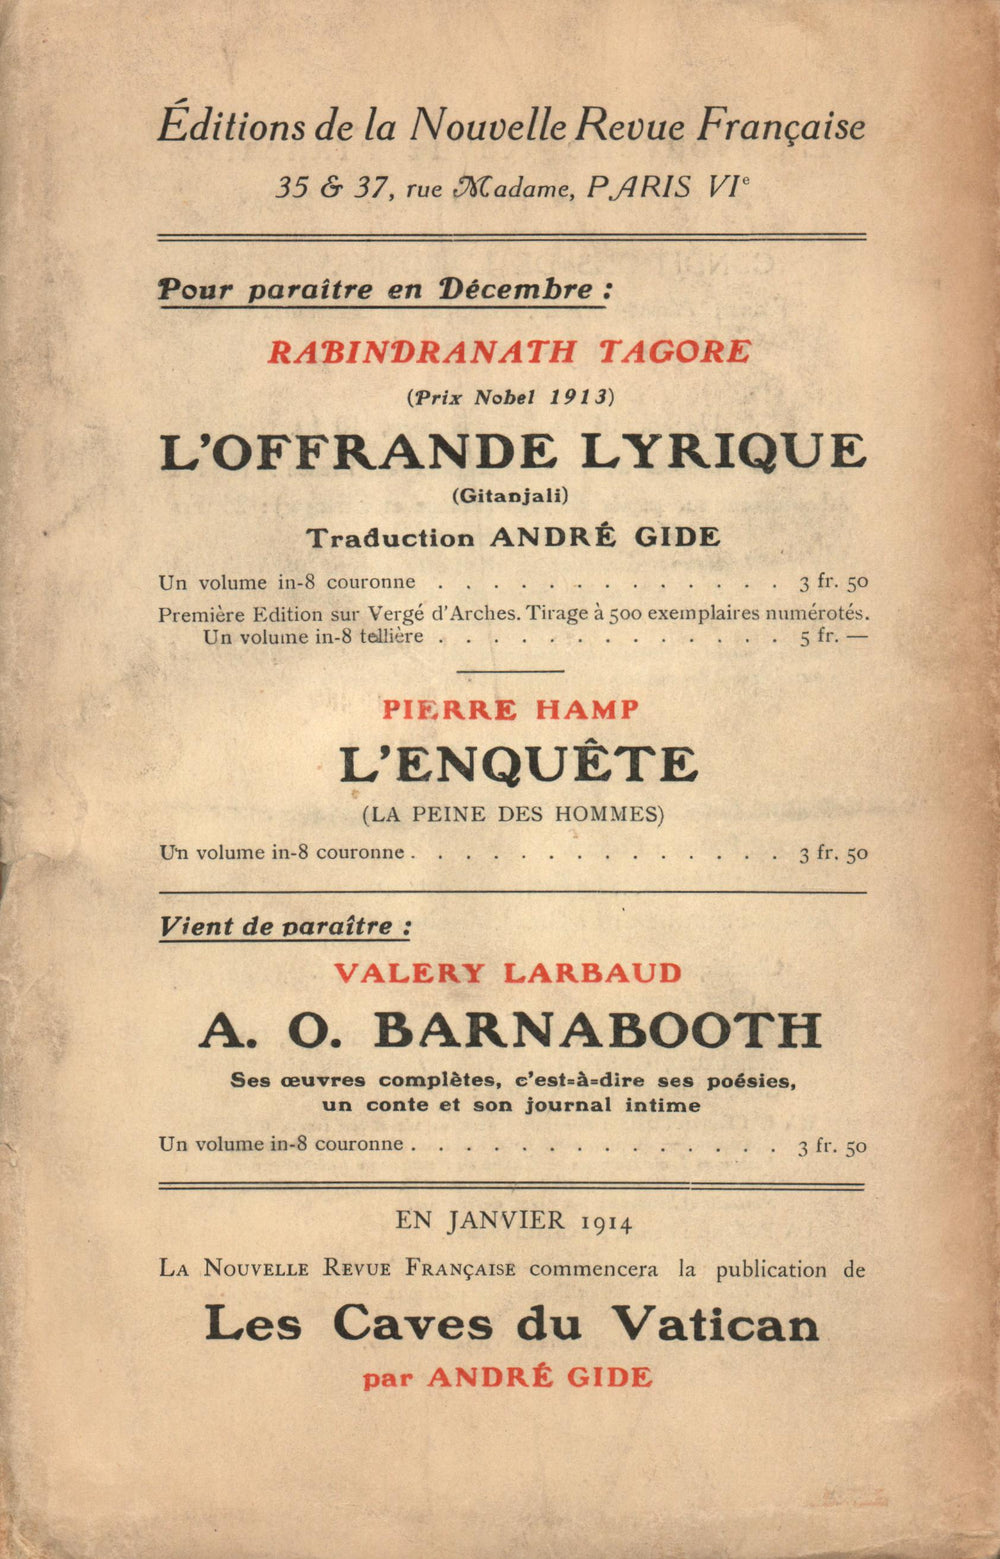 Éditions de la Nouvelle Revue Française
35 & 37, rue Madame, PARIS VIe
Pour paraître en Décembre :
RABINDRANATH TAGORE
(Prix Nobel 1913)
L'OFFRANDE LYRIQUE
(Gitanjali)
Traduction ANDRÉ GIDE
Un volume in-8 couronne . . . . . . . . . . . . . 3 fr. 50
Première Edition sur Vergé d'Arches. Tirage à 500 exemplaires numérotés.
Un volume in-8 tellière . . . . . . . . . . . . . 5 fr. —
PIERRE HAMP
L'ENQUÊTE
(LA PEINE DES HOMMES)
Un volume in-8 couronne . . . . . . . . . . . . . . 3 fr. 50
Vient de paraître :
VALERY LARBAUD
A. O. BARNABOOTH
Ses œuvres complètes, c'est=à=dire ses poésies,
un conte et son journal intime
Un volume in-8 couronne . . . . . . . . . . . . . . 3 fr. 50
EN JANVIER 1914
LA NOUVELLE REVUE FRANÇAISE commencera la publication de
Les Caves du Vatican
par ANDRÉ GIDE